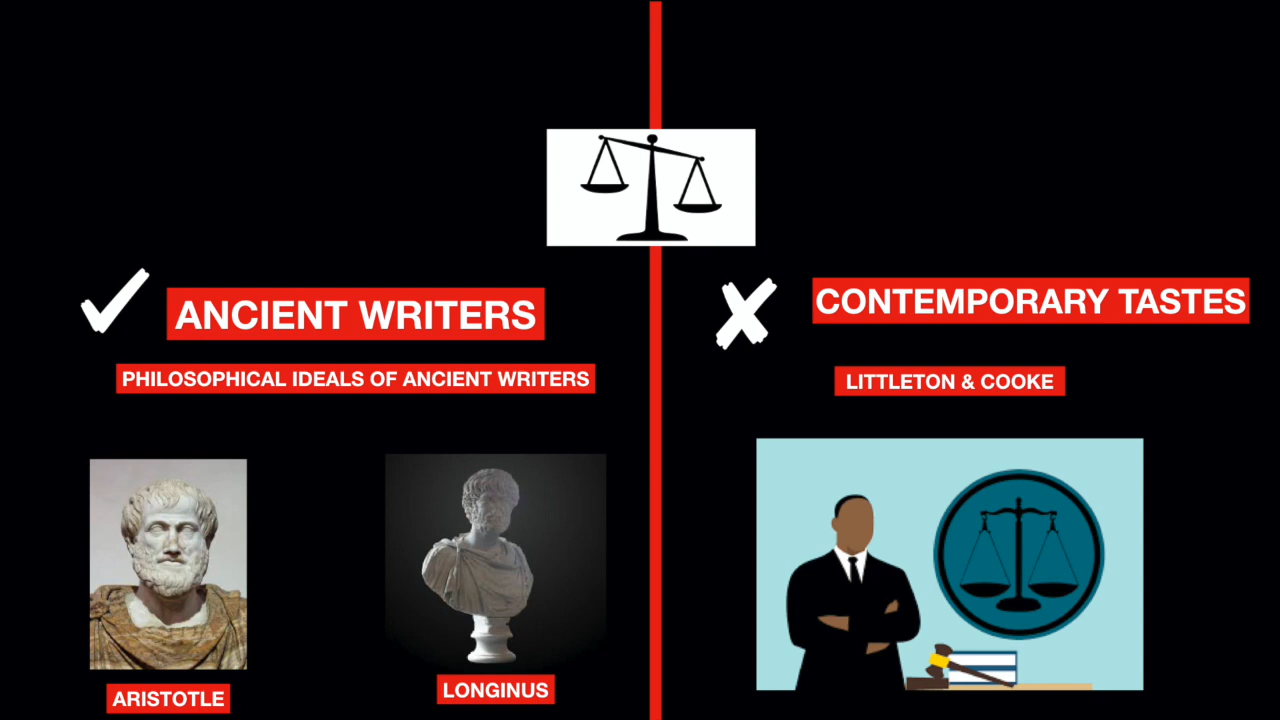 ANCIENT WRITERS
PHILOSOPHICAL IDEALS OF ANCIENT WRITERS
ARISTOTLE
LONGINUS
CONTEMPORARY TASTES
LITTLETON & COOKE